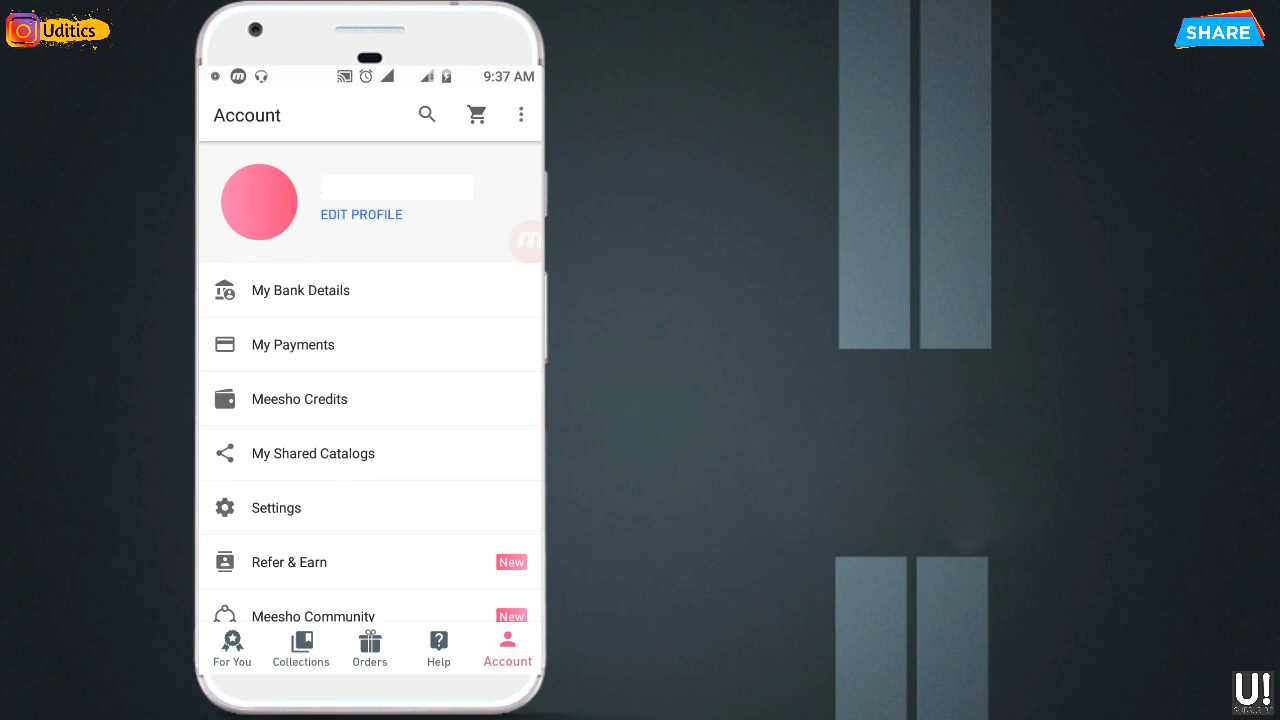 Uditics
SHARE
9:37 AM
Account
EDIT PROFILE
My Bank Details
My Payments
Meesho Credits
My Shared Catalogs
Settings
Refer & Earn
New
Meesho Community
New
For You
Collections
Orders
Help
Account
U!